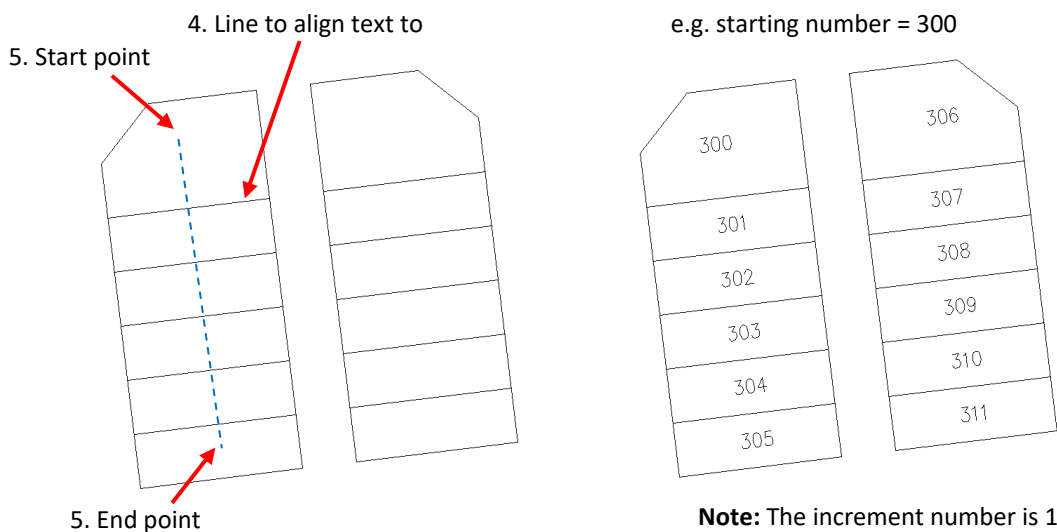 4. Line to align text to
e.g. starting number = 300
5. Start point
300
301
302
303
304
305
306
307
308
309
310
311
5. End point
Note: The increment number is 1